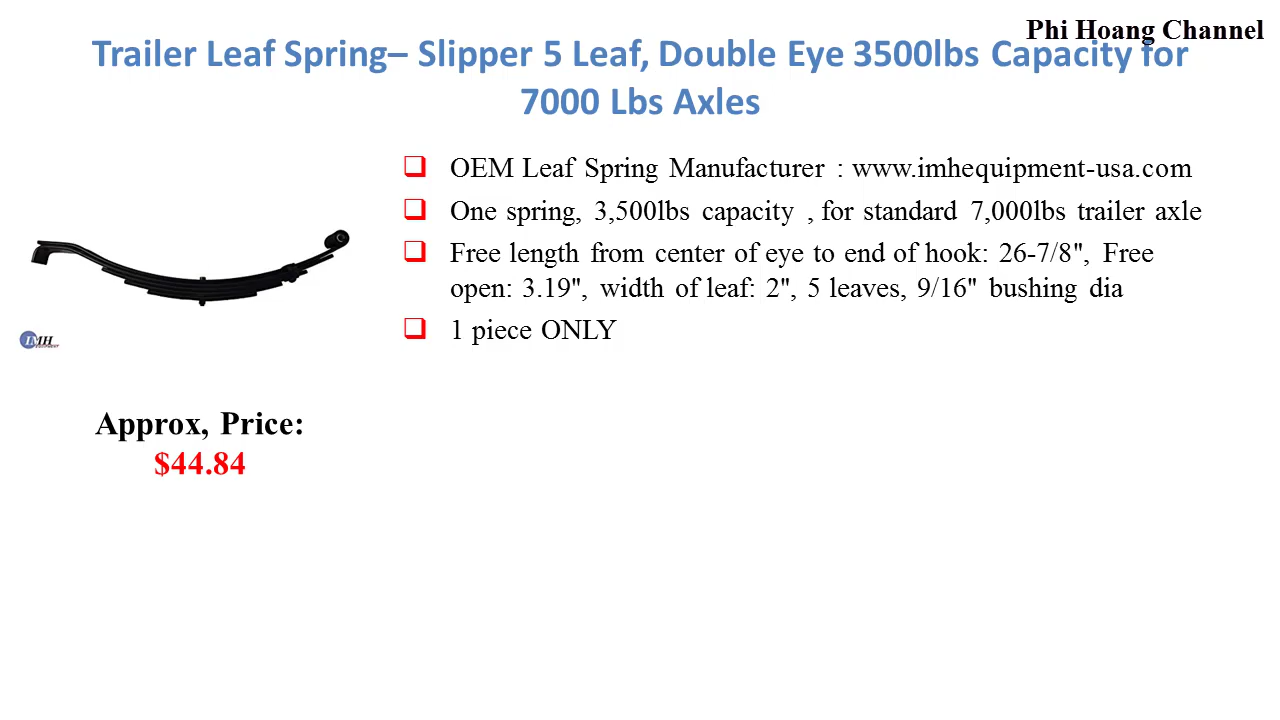 Phi Hoang Channel
Trailer Leaf Spring– Slipper 5 Leaf, Double Eye 3500lbs Capacity for
7000 Lbs Axles
OEM Leaf Spring Manufacturer : www.imhequipment-usa.com
One spring, 3,500lbs capacity , for standard 7,000lbs trailer axle
Free length from center of eye to end of hook: 26-7/8", Free
open: 3.19", width of leaf: 2", 5 leaves, 9/16" bushing dia
1 piece ONLY
IMH
EQUIPMENT
Approx, Price:
$44.84